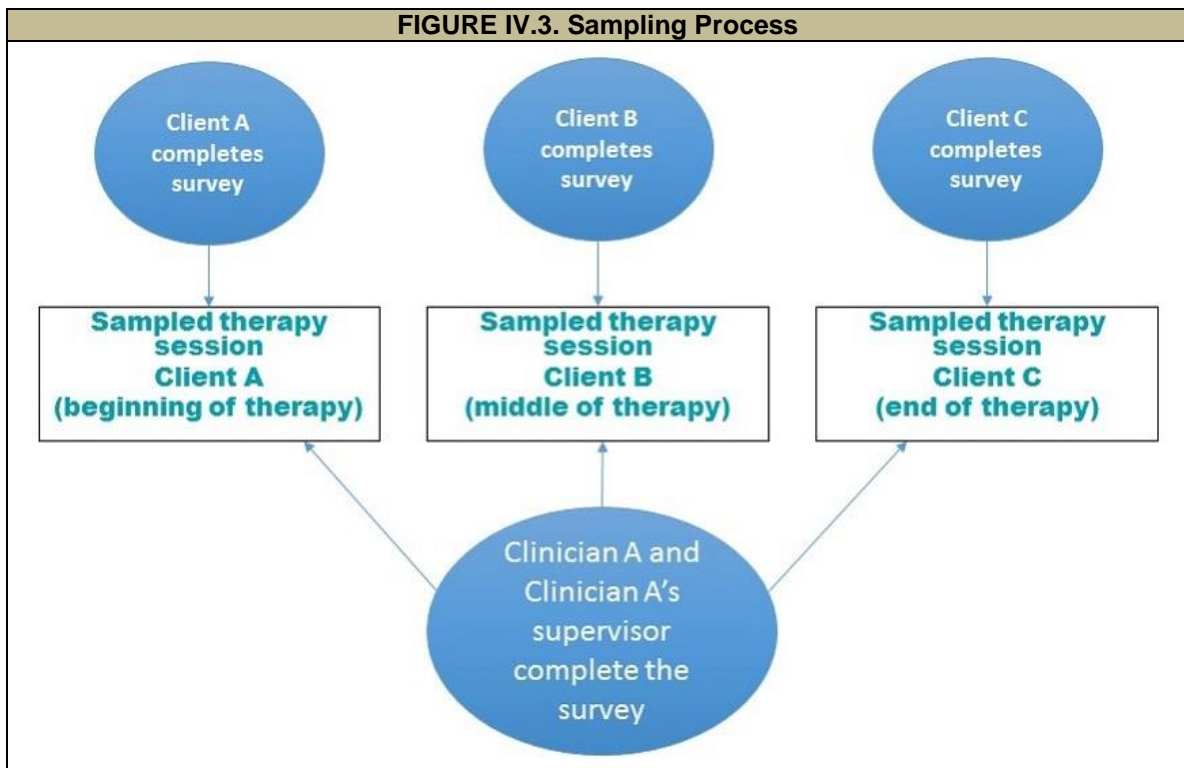 FIGURE IV.3. Sampling Process
Client A
completes
survey
Client B
completes
survey
Client C
completes
survey
Sampled therapy
session
Client A
(beginning of therapy)
Sampled therapy
session
Client B
(middle of therapy)
Sampled therapy
session
Client C
(end of therapy)
Clinician A and
Clinician A's
supervisor
complete the
survey